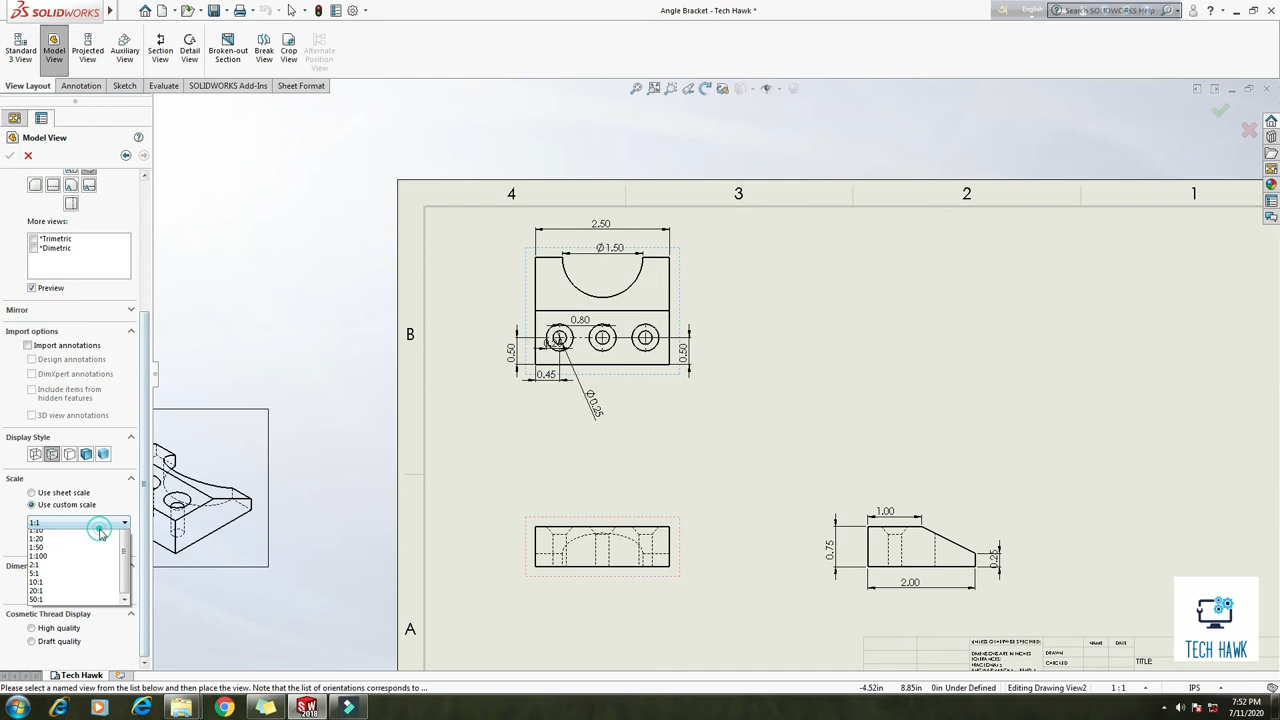 SOLIDWORKS
Angle Bracket - Tech Hawk *
English
Search SOLIDWORKS Help
Standard 3 View
Model View
Projected View
Auxiliary View
Section View
Detail View
Broken-out Section
Break View
Crop View
Alternate Position View
View Layout
Annotation
Sketch
Evaluate
SOLIDWORKS Add-Ins
Sheet Format
Model View
More views:
*Trimetric
*Dimetric
Preview
Mirror
Import options
Import annotations
Design annotations
DimXpert annotations
Include items from
hidden features
3D view annotations
Display Style
Scale
Use sheet scale
Use custom scale
1:1
1:10
1:20
1:50
1:100
2:1
5:1
10:1
20:1
50:1
Dimen
Cosmetic Thread Display
High quality
Draft quality
4
3
2
1
B
A
2.50
Ø1.50
0.80
0.50
0.50
0.45
Ø0.25
1.00
0.75
0.25
2.00
UNLESS OTHERWISE SPECIFIED:
DIMENSIONS ARE IN INCHES
TOLERANCES:
FRACTIONAL
NAME
DATE
DRAWN
CHECKED
TITLE
TECH HAWK
Tech Hawk
Please select a named view from the list below and then place the view. Note that the list of orientations corresponds to ...
-4.52in
8.85in
0in
Under Defined
Editing Drawing View2
1 : 1
IPS
SW
2018
7:52 PM
7/11/2020